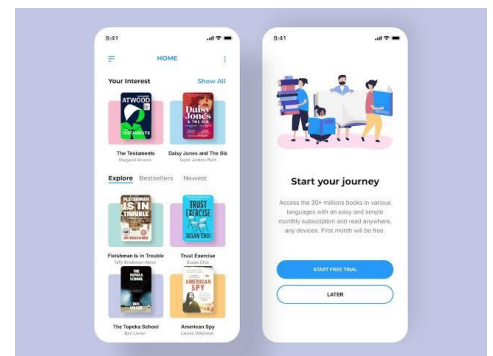 9:41
HOME
Your Interest
Show All
ATWOOD
TESTAMENTS
Daisy
Jones
& THE SIX
The Testaments
Daisy Jones and The Six
Margaret Atwood
Taylor Jenkins Reid
Explore
Bestsellers
Newest
FLEISHMAN
IS IN
TROUBLE
TRUST
EXERCISE
SUSAN CHOI
Fleishman Is in Trouble
Trust Exercise
Taffy Brodesser-Akner
Susan Choi
THE TOPEKA
SCHOOL
BEN
LERNER
AMERICAN
SPY
The Topeka School
American Spy
Ben Lerner
Lauren Wilkinson
9:41
Start your journey
Access the 30+ millions books in various
languages with an easy and simple
monthly subscription and read anywhere,
any devices. First month will be free.
START FREE TRIAL
LATER